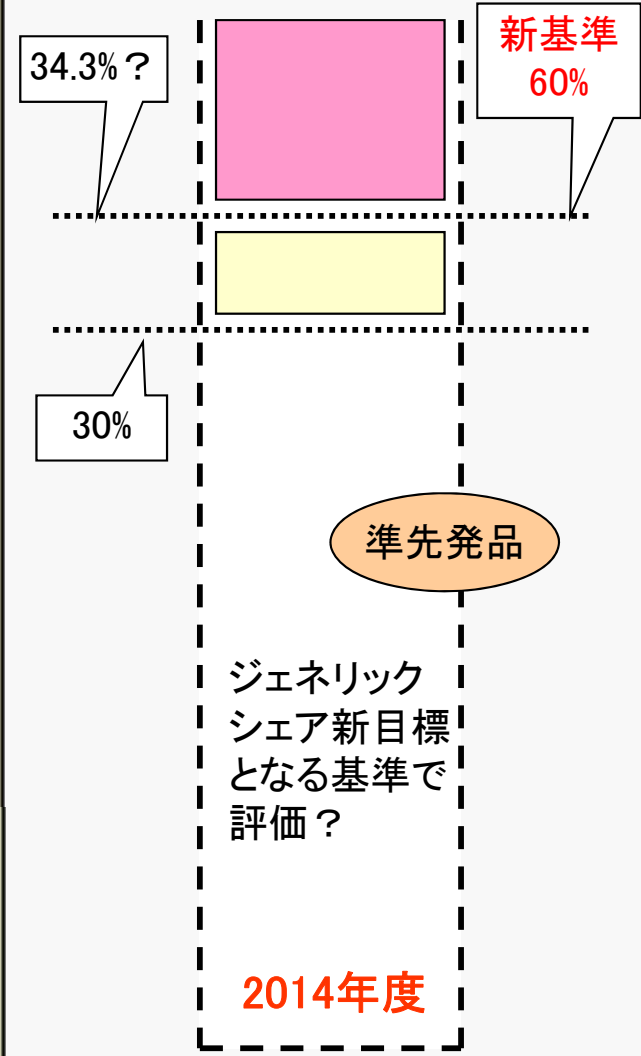 34.3%？
新基準
60%
30%
準先発品
ジェネリック
シェア新目標
となる基準で
評価？
2014年度